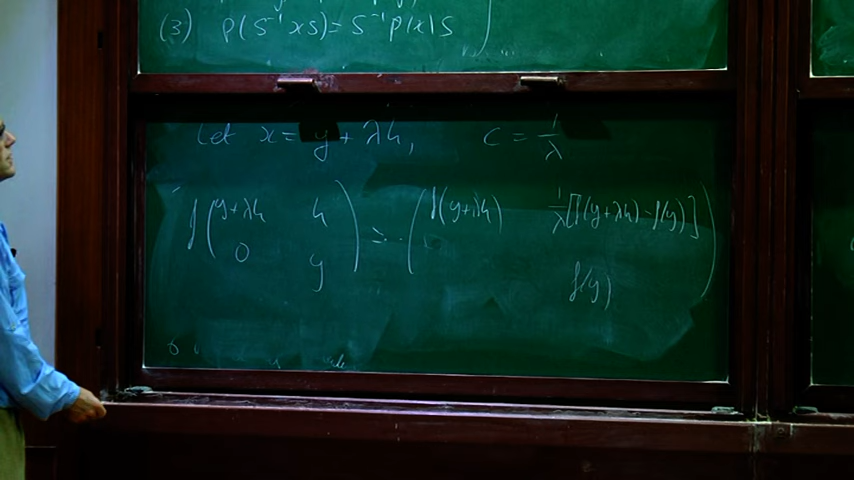 (3) p(S⁻¹xS) = S⁻¹p(x)S
Let x = y + λh, c = 1/λ
f ( y+λh h ) = ( f(y+λh) 1/λ[f(y+λh) - f(y)] )
0 y f(y)